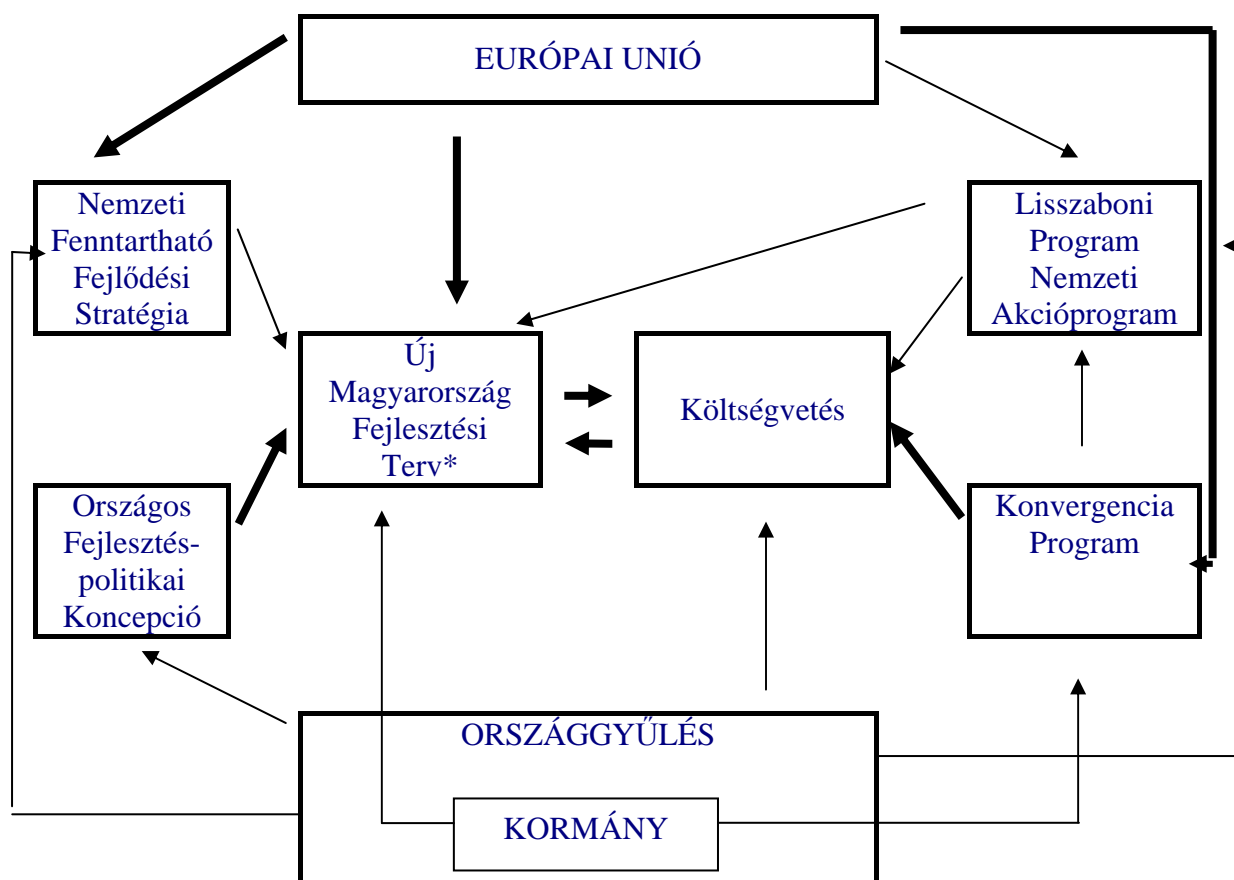 EURÓPAI UNIÓ
Nemzeti
Fenntartható
Fejlődési
Stratégia
Lisszaboni
Program
Nemzeti
Akcióprogram
Új
Magyarország
Fejlesztési
Terv*
Költségvetés
Országos
Fejlesztés-
politikai
Koncepció
Konvergencia
Program
ORSZÁGGYŰLÉS
KORMÁNY